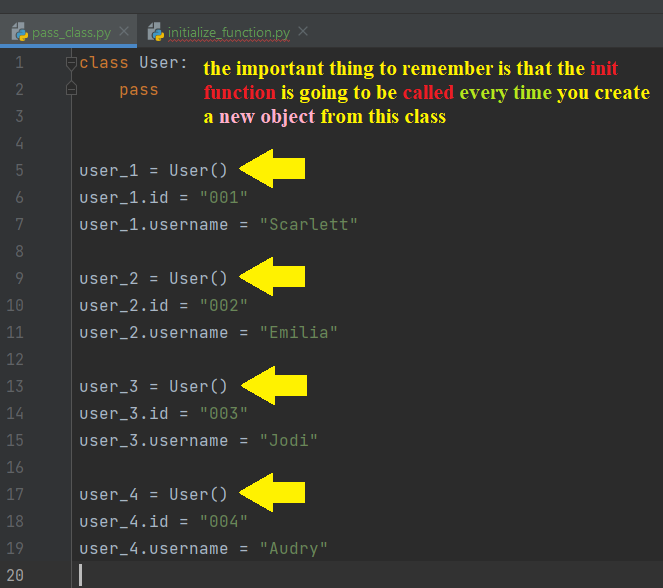 pass_class.py initialize_function.py
1 class User: the important thing to remember is that the init
2 pass function is going to be called every time you create
3 a new object from this class
4
5 user_1 = User()
6 user_1.id = "001"
7 user_1.username = "Scarlett"
8
9 user_2 = User()
10 user_2.id = "002"
11 user_2.username = "Emilia"
12
13 user_3 = User()
14 user_3.id = "003"
15 user_3.username = "Jodi"
16
17 user_4 = User()
18 user_4.id = "004"
19 user_4.username = "Audry"
20